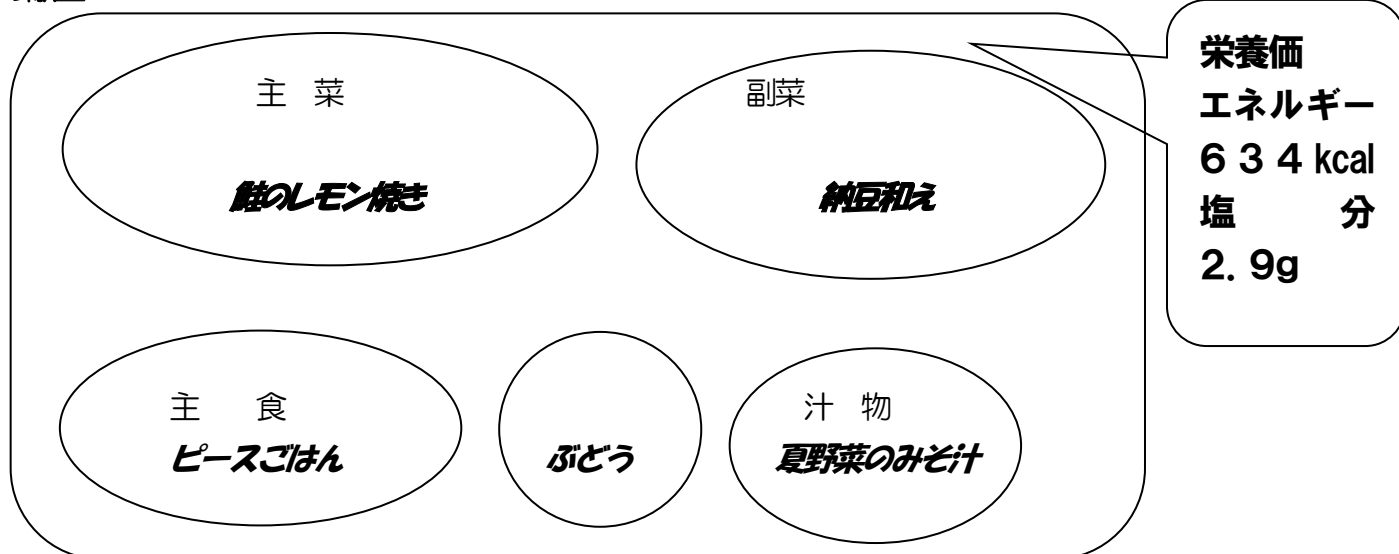 主 菜
鮭のレモン焼き
副菜
納豆和え
栄養価
エネルギー
６３４kcal
塩 分
2．9g
主 食
ピースごはん
ぶどう
汁 物
夏野菜のみそ汁